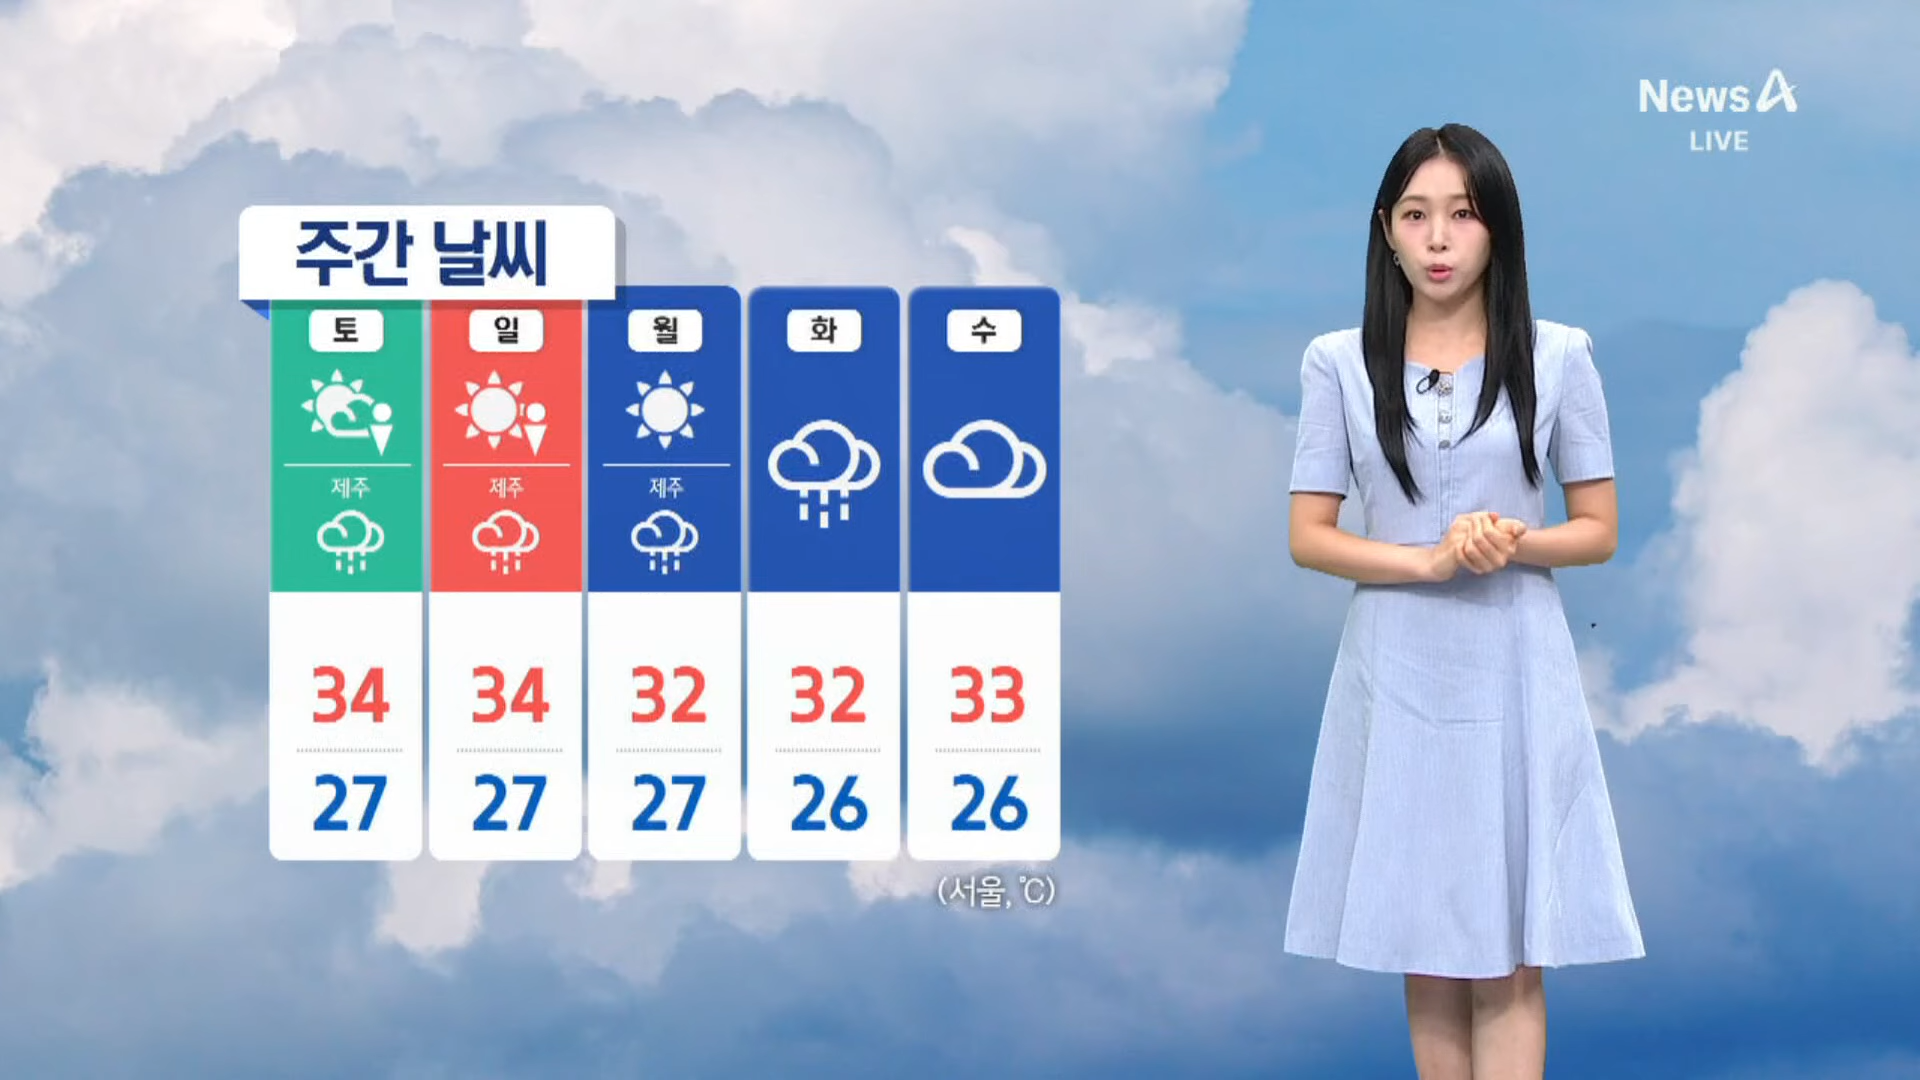 News A
LIVE
주간 날씨
토 일 월 화 수
제주 제주 제주
34 34 32 32 33
27 27 27 26 26
(서울, ℃)